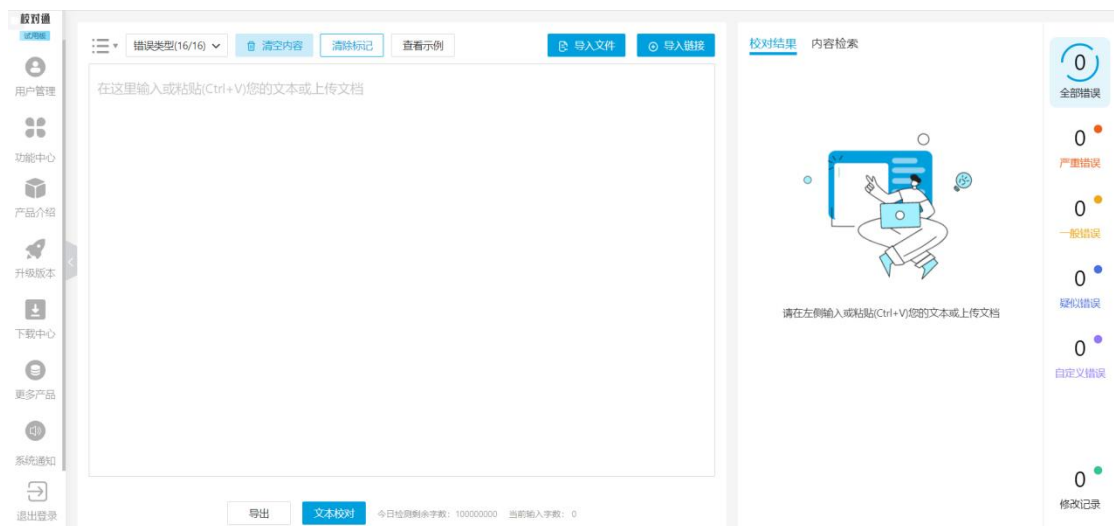 校对通
试用版
用户管理
功能中心
产品介绍
升级版本
下载中心
更多产品
系统通知
退出登录
错误类型(16/16)
清空内容
清除标记
查看示例
导入文件
导入链接
在这里输入或粘贴(Ctrl+V)您的文本或上传文档
导出
文本校对
今日检测剩余字数: 100000000
当前输入字数: 0
校对结果
内容检索
请在左侧输入或粘贴(Ctrl+V)您的文本或上传文档
0
全部错误
0
严重错误
0
一般错误
0
疑似错误
0
自定义错误
0
修改记录